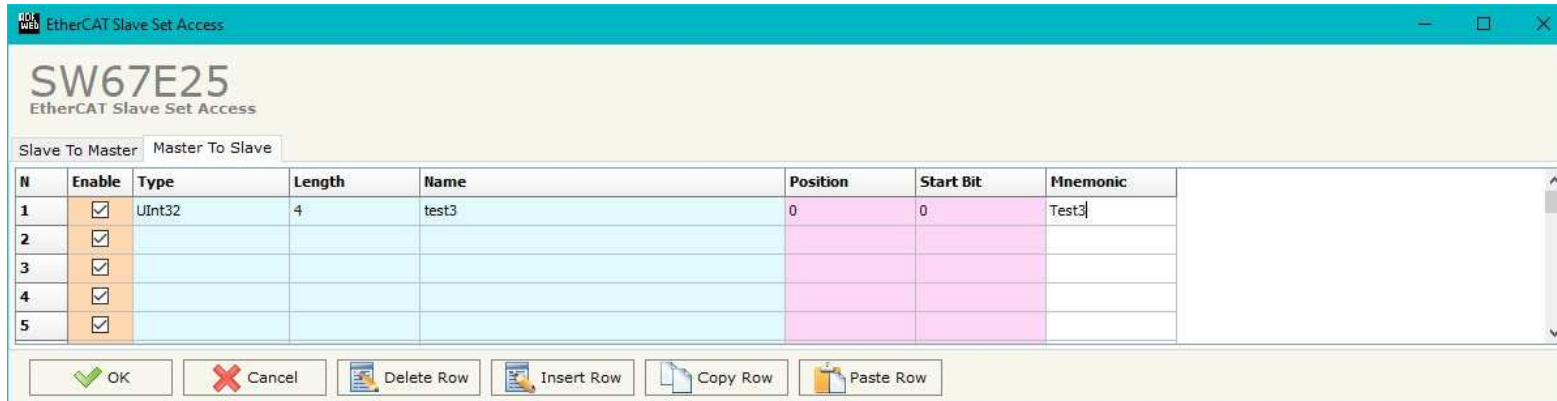 ADF WEB EtherCAT Slave Set Access
SW67E25
EtherCAT Slave Set Access
Slave To Master Master To Slave
N Enable Type Length Name Position Start Bit Mnemonic
1 UInt32 4 test3 0 0 Test3
2
3
4
5
OK Cancel Delete Row Insert Row Copy Row Paste Row